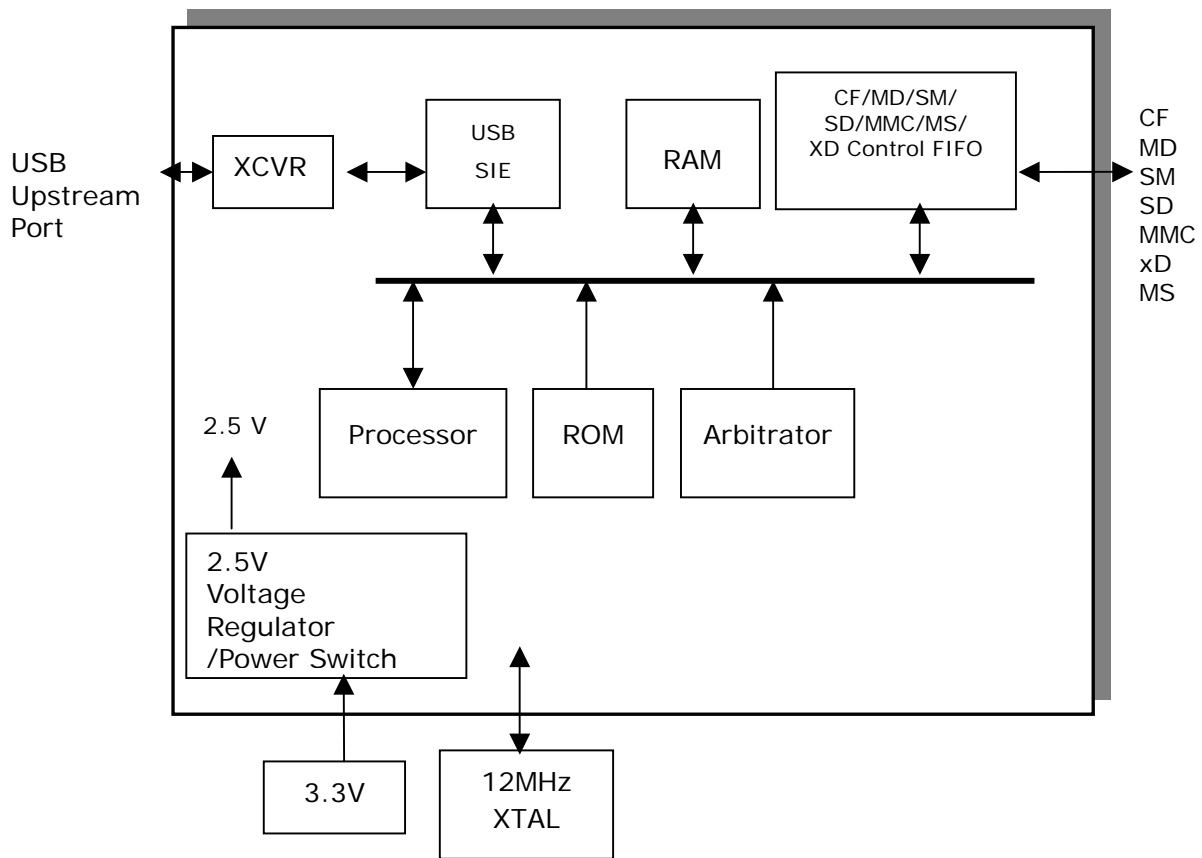 USB
Upstream
Port
XCVR
USB
SIE
RAM
CF/MD/SM/
SD/MMC/MS/
XD Control FIFO
CF
MD
SM
SD
MMC
xD
MS
Processor
ROM
Arbitrator
2.5 V
2.5V
Voltage
Regulator
/Power Switch
3.3V
12MHz
XTAL